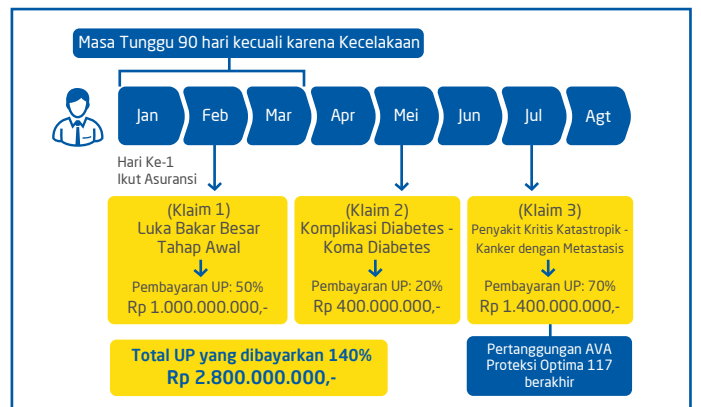 Masa Tunggu 90 hari kecuali karena Kecelakaan
Jan Feb Mar Apr Mei Jun Jul Agt
Hari Ke-1
Ikut Asuransi
(Klaim 1)
Luka Bakar Besar
Tahap Awal
Pembayaran UP: 50%
Rp 1.000.000.000,-
(Klaim 2)
Komplikasi Diabetes -
Koma Diabetes
Pembayaran UP: 20%
Rp 400.000.000,-
(Klaim 3)
Penyakit Kritis Katastropik -
Kanker dengan Metastasis
Pembayaran UP: 70%
Rp 1.400.000.000,-
Total UP yang dibayarkan 140%
Rp 2.800.000.000,-
Pertanggungan AVA
Proteksi Optima 117
berakhir